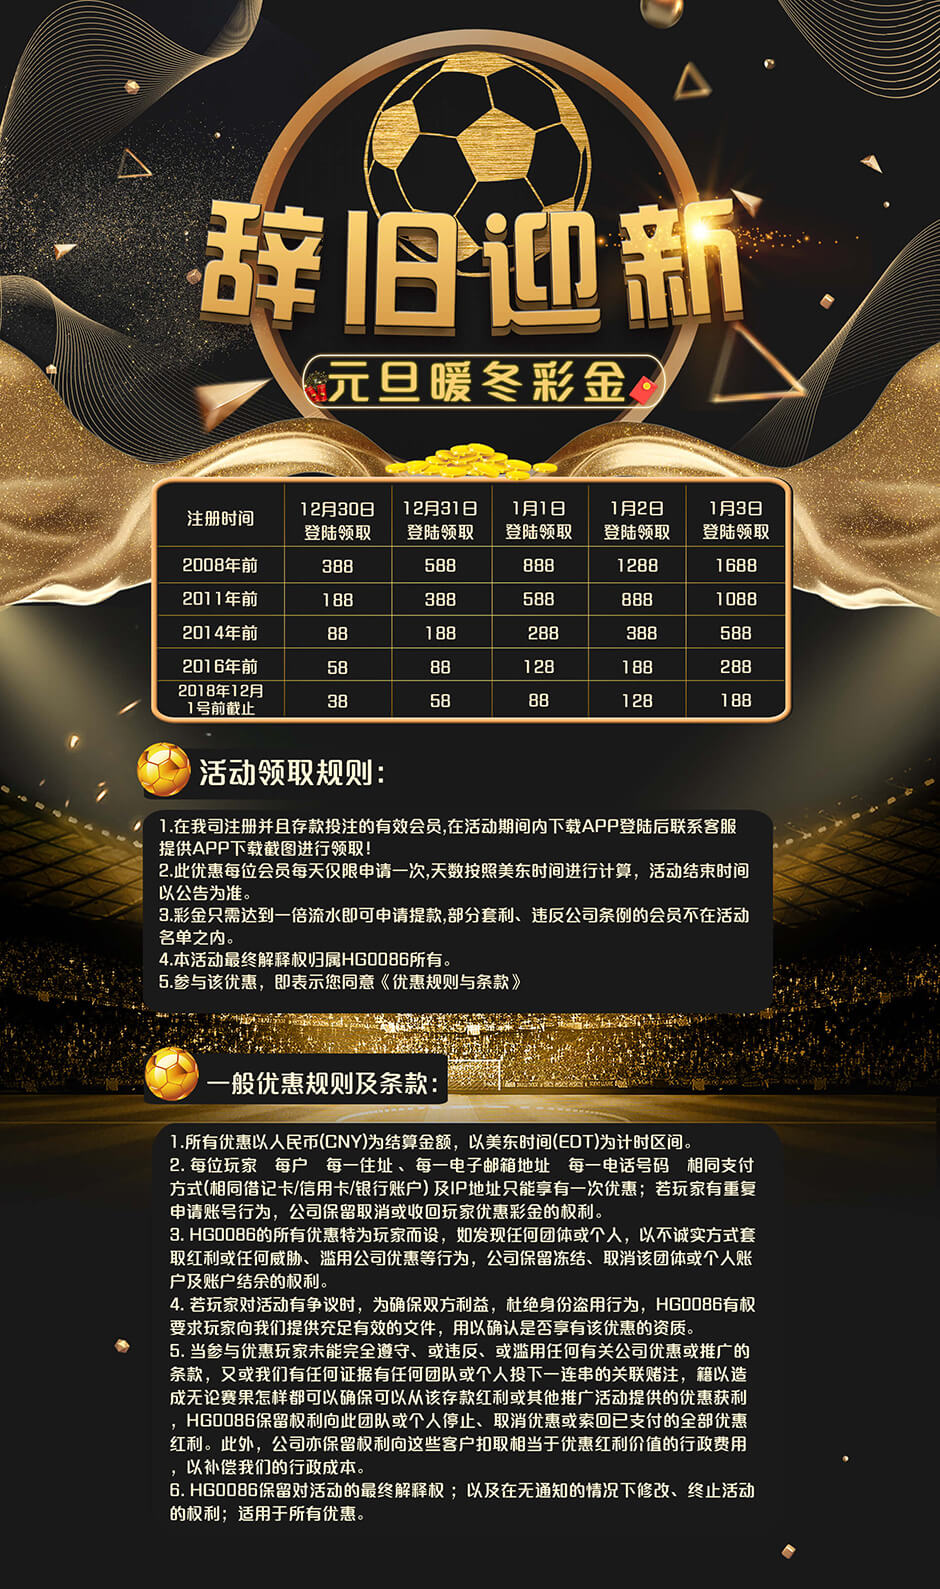 辞旧迎新
元旦暖冬彩金
注册时间 12月30日登陆领取 12月31日登陆领取 1月1日登陆领取 1月2日登陆领取 1月3日登陆领取
2008年前 388 588 888 1288 1688
2011年前 188 388 588 888 1088
2014年前 88 188 288 388 588
2016年前 58 88 128 188 288
2018年12月1号前截止 38 58 88 128 188
活动领取规则：
1.在我司注册并且存款投注的有效会员,在活动期间内下载APP登陆后联系客服
提供APP下载截图进行领取！
2.此优惠每位会员每天仅限申请一次,天数按照美东时间进行计算，活动结束时间
以公告为准。
3.彩金只需达到一倍流水即可申请提款,部分套利、违反公司条例的会员不在活动
名单之内。
4.本活动最终解释权归属HG0086所有。
5.参与该优惠，即表示您同意《优惠规则与条款》
一般优惠规则及条款：
1.所有优惠以人民币(CNY)为结算金额，以美东时间(EDT)为计时区间。
2. 每位玩家 每户 每一住址 、每一电子邮箱地址 每一电话号码 相同支付
方式(相同借记卡/信用卡/银行账户) 及IP地址只能享有一次优惠；若玩家有重复
申请账号行为，公司保留取消或收回玩家优惠彩金的权利。
3. HG0086的所有优惠特为玩家而设，如发现任何团体或个人，以不诚实方式套
取红利或任何威胁、滥用公司优惠等行为，公司保留冻结、取消该团体或个人账
户及账户结余的权利。
4. 若玩家对活动有争议时，为确保双方利益，杜绝身份盗用行为，HG0086有权
要求玩家向我们提供充足有效的文件，用以确认是否享有该优惠的资质。
5. 当参与优惠玩家未能完全遵守、或违反、或滥用任何有关公司优惠或推广的
条款，又或我们有任何证据有任何团队或个人投下一连串的关联赌注，籍以造
成无论赛果怎样都可以确保可以从该存款红利或其他推广活动提供的优惠获利
，HG0086保留权利向此团队或个人停止、取消优惠或索回已支付的全部优惠
红利。此外，公司亦保留权利向这些客户扣取相当于优惠红利价值的行政费用
，以补偿我们的行政成本。
6. HG0086保留对活动的最终解释权 ；以及在无通知的情况下修改、终止活动
的权利；适用于所有优惠。